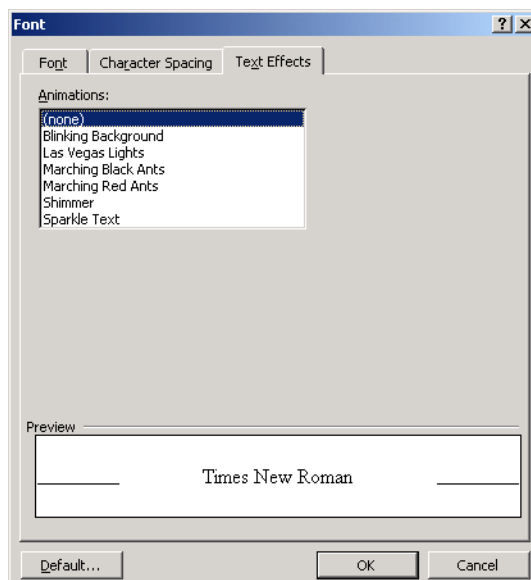 Font
Font Character Spacing Text Effects
Animations:
(none)
Blinking Background
Las Vegas Lights
Marching Black Ants
Marching Red Ants
Shimmer
Sparkle Text
Preview
Times New Roman
Default... OK Cancel